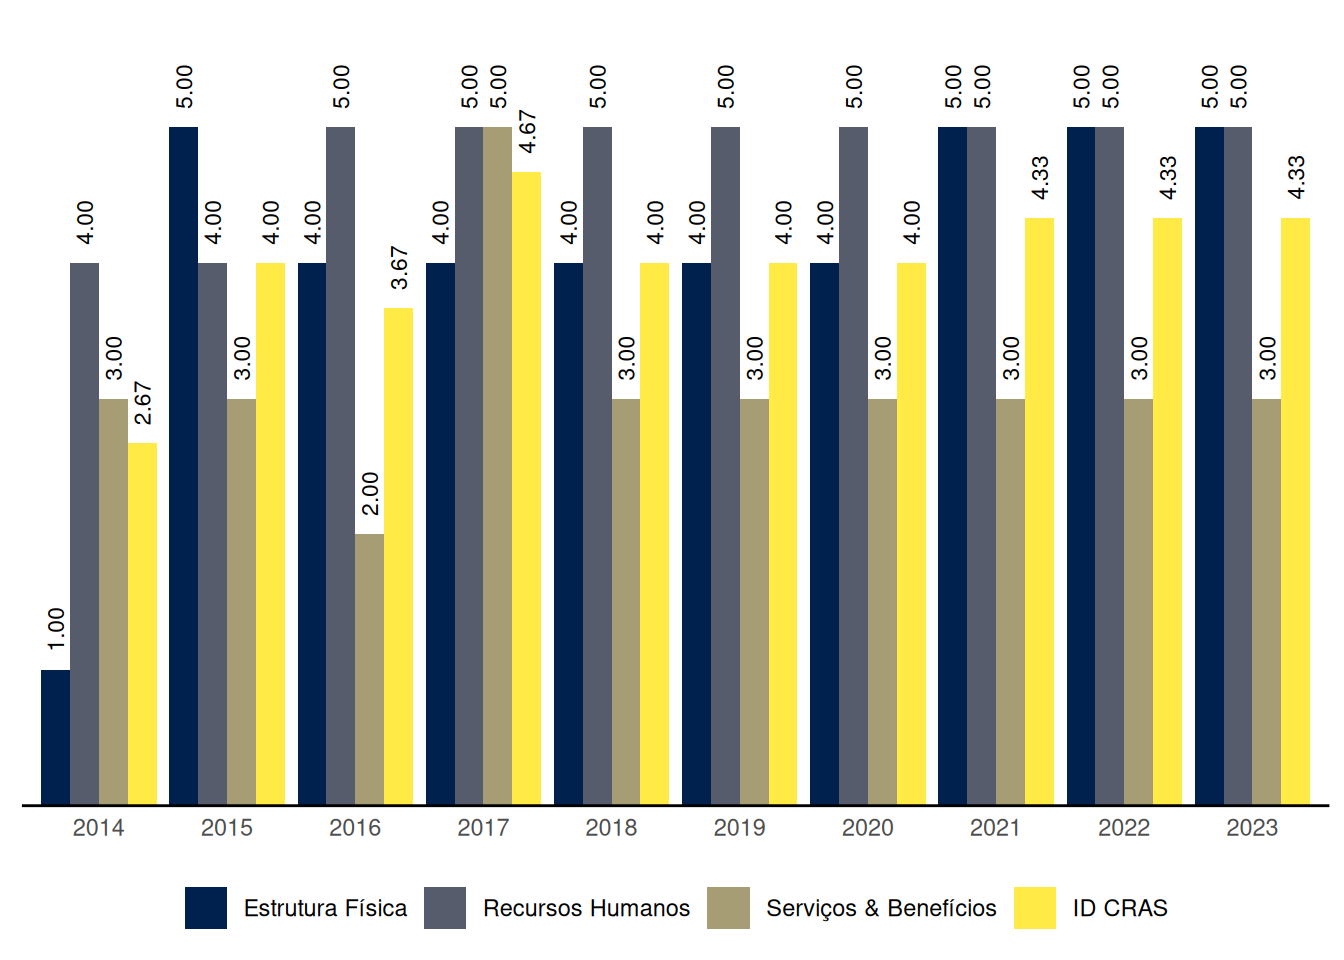 5.00 5.00 5.00 5.00 5.00 5.00 5.00 5.00 5.00 5.00 5.00 5.00 5.00
4.67
4.33 4.33 4.33
4.00 4.00 4.00 4.00 4.00 4.00 4.00 4.00 4.00 4.00 4.00
3.67
3.00 3.00 3.00 3.00 3.00 3.00 3.00 3.00
2.67
2.00
1.00
2014 2015 2016 2017 2018 2019 2020 2021 2022 2023
Estrutura Física Recursos Humanos Serviços & Benefícios ID CRAS